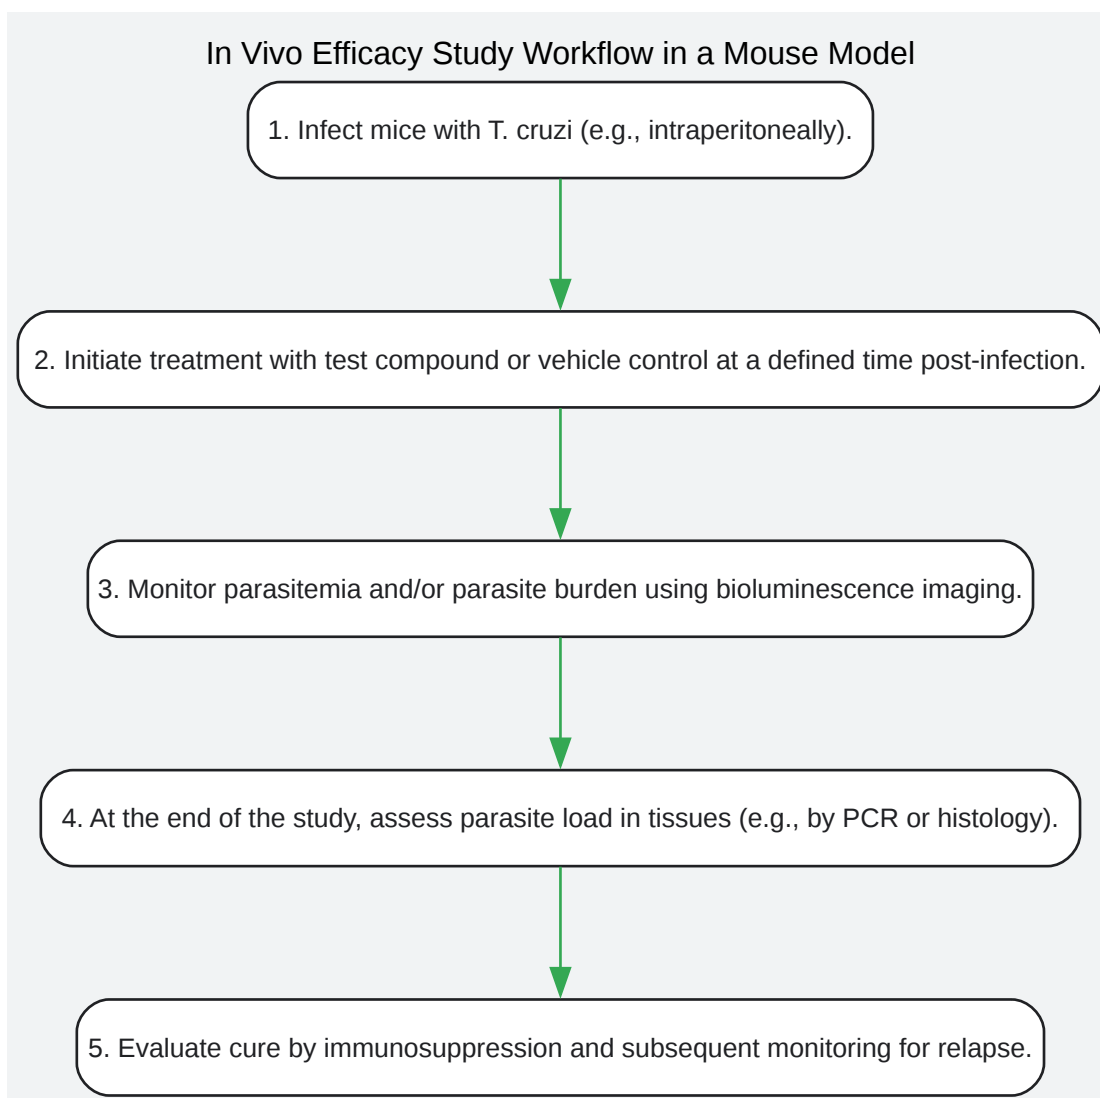 In Vivo Efficacy Study Workflow in a Mouse Model
1. Infect mice with T. cruzi (e.g., intraperitoneally).
2. Initiate treatment with test compound or vehicle control at a defined time post-infection.
3. Monitor parasitemia and/or parasite burden using bioluminescence imaging.
4. At the end of the study, assess parasite load in tissues (e.g., by PCR or histology).
5. Evaluate cure by immunosuppression and subsequent monitoring for relapse.